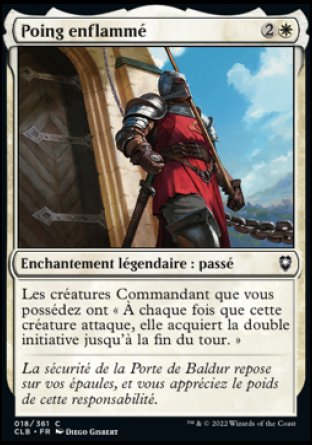 Poing enflammé 2
Enchantement légendaire : passé
Les créatures Commandant que vous
possédez ont « À chaque fois que cette
créature attaque, elle acquiert la double
initiative jusqu'à la fin du tour. »
La sécurité de la Porte de Baldur repose
sur vos épaules, et vous appréciez le poids
de cette responsabilité.
018/361 C
CLB • FR Diego Gisbert
™ & © 2022 Wizards of the Coast